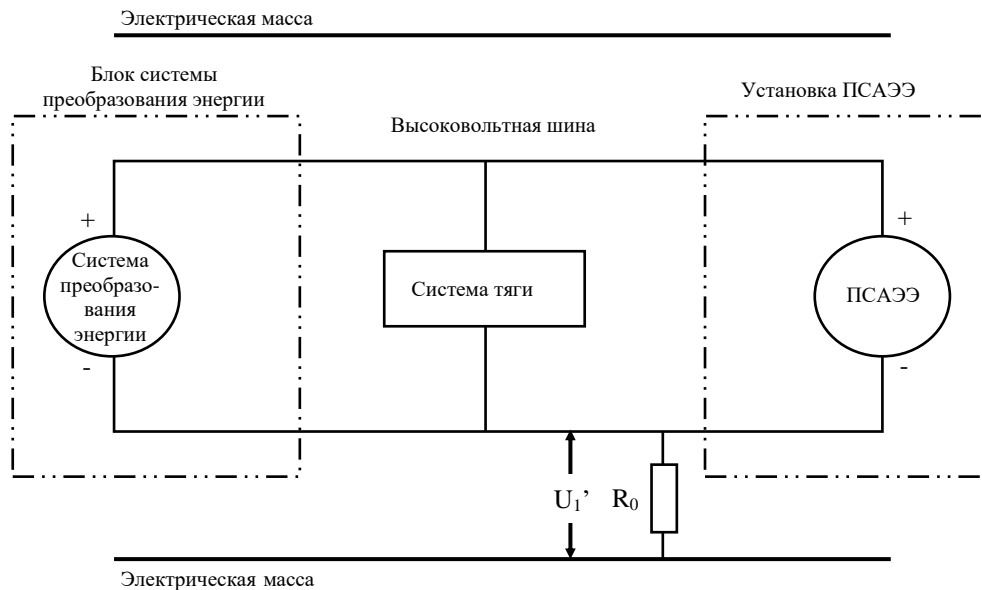 Электрическая масса
Блок системы
преобразования энергии
Установка ПСАЭЭ
Высоковольтная шина
+
+
Система
преобразо-
вания
энергии
Система тяги
ПСАЭЭ
-
-
U₁’
R₀
Электрическая масса